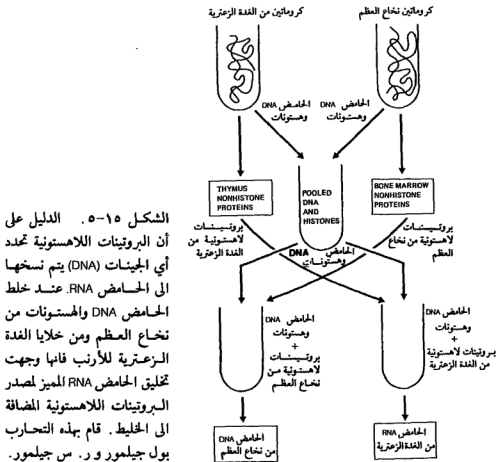 كروماتين من الغدة الزعترية
كروماتين نخاع العظم
الحامض DNA
وهستونات
الحامض DNA
وهستونات
THYMUS
NONHISTONE
PROTEINS
POOLED
DNA
AND
HISTONES
BONE MARROW
NONHISTONE
PROTEINS
بروتينات
لاهستونية من
الغدة الزعترية
الحامض DNA
وهستونات
بروتينات
لاهستونية من نخاع
العظم
الحامض DNA
وهستونات
+
بروتينات
لاهستونية من
نخاع العظم
الحامض DNA
وهستونات
+
بروتينات لاهستونية
من الغدة الزعترية
الحامض DNA
من نخاع العظم
الحامض RNA
من الغدة الزعترية
الشكل ١٥-٥. الدليل على
أن البروتينات اللاهستونية تحدد
أي الجينات (DNA) يتم نسخها
الى الحامض RNA. عند خلط
الحامض DNA والهستونات من
نخاع العظم ومن خلايا الغدة
الزعترية للأرنب فانها وجهت
تخليق الحامض RNA المميز لمصدر
البروتينات اللاهستونية المضافة
الى الخليط. قام بهذه التجارب
بول جيلمور و ر. س جيلمور.